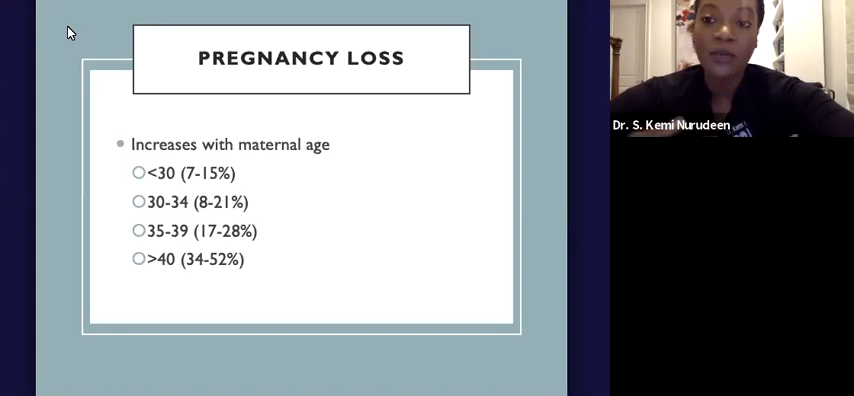 PREGNANCY LOSS
Increases with maternal age
<30 (7-15%)
30-34 (8-21%)
35-39 (17-28%)
>40 (34-52%)
Dr. S. Kemi Nurudeen